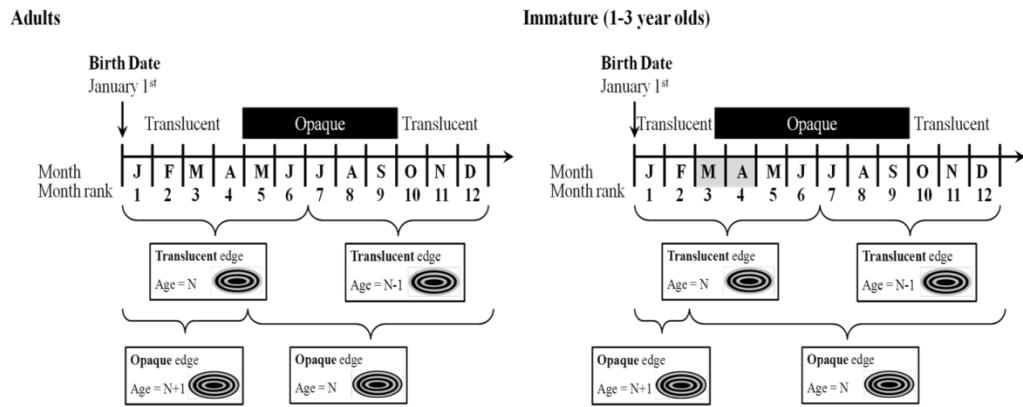 Adults
Birth Date
January 1st
Translucent Opaque Translucent
Month J F M A M J J A S O N D
Month rank 1 2 3 4 5 6 7 8 9 10 11 12
Translucent edge
Age = N
Translucent edge
Age = N-1
Opaque edge
Age = N+1
Opaque edge
Age = N
Immature (1-3 year olds)
Birth Date
January 1st
Translucent Opaque Translucent
Month J F M A M J J A S O N D
Month rank 1 2 3 4 5 6 7 8 9 10 11 12
Translucent edge
Age = N
Translucent edge
Age = N-1
Opaque edge
Age = N+1
Opaque edge
Age = N